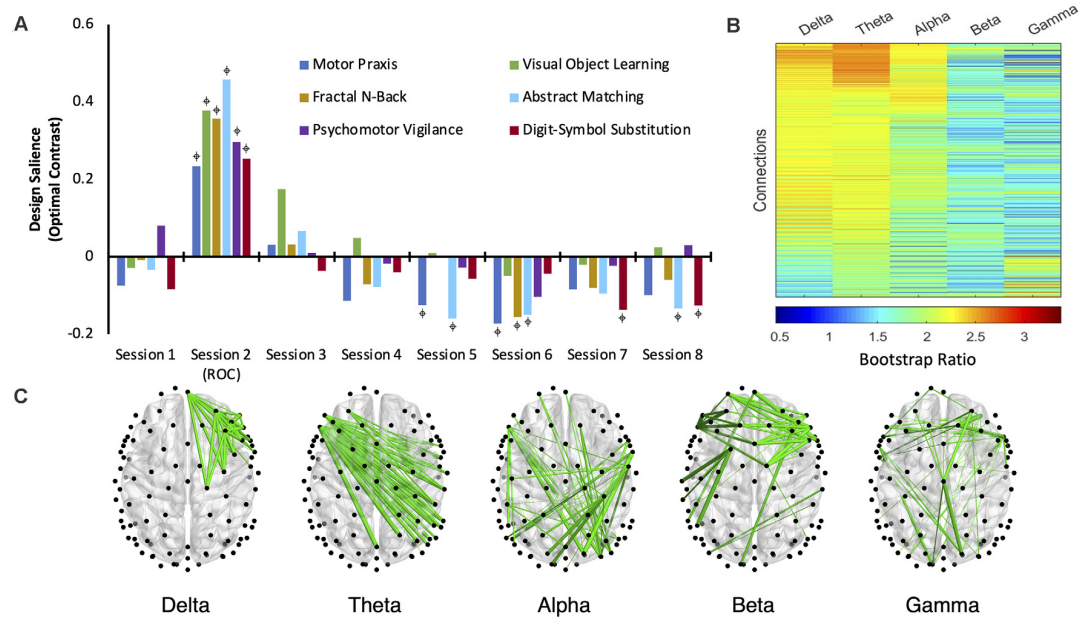 A
Design Salience
(Optimal Contrast)
0.6
0.4
0.2
0
-0.2
Motor Praxis
Visual Object Learning
Fractal N-Back
Abstract Matching
Psychomotor Vigilance
Digit-Symbol Substitution
Session 1
Session 2
(ROC)
Session 3
Session 4
Session 5
Session 6
Session 7
Session 8
B
Delta
Theta
Alpha
Beta
Gamma
Connections
0.5 1 1.5 2 2.5 3
Bootstrap Ratio
C
Delta
Theta
Alpha
Beta
Gamma